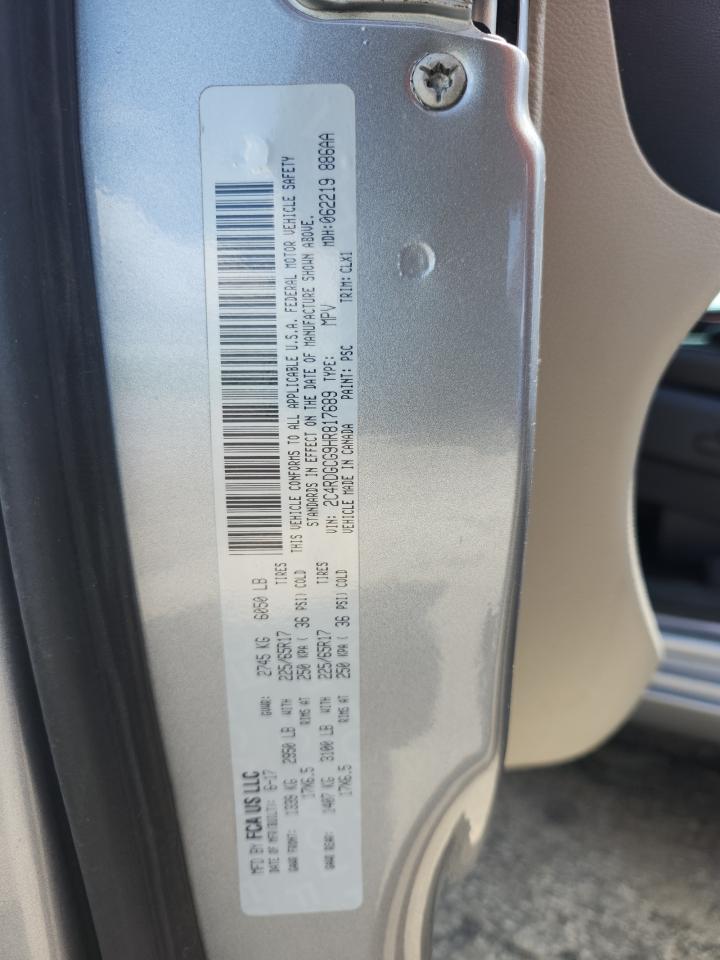 MFD BY FCA US LLC
DATE OF MFR(BUILT): 6-17 GVWR: 2745 KG 6050 LB
GAWR FRONT: 1339 KG 2950 LB WITH 225/65R17 TIRES
17X6.5 RIMS AT 250 KPA ( 36 PSI) COLD
GAWR REAR: 1407 KG 3100 LB WITH 225/65R17 TIRES
17X6.5 RIMS AT 250 KPA ( 36 PSI) COLD
THIS VEHICLE CONFORMS TO ALL APPLICABLE U.S.A. FEDERAL MOTOR VEHICLE SAFETY
STANDARDS IN EFFECT ON THE DATE OF MANUFACTURE SHOWN ABOVE.
VIN: 2C4RDGCG9HR817689 TYPE: MPV MDH:062219 886AA
VEHICLE MADE IN CANADA PAINT: PSC TRIM: CLX1